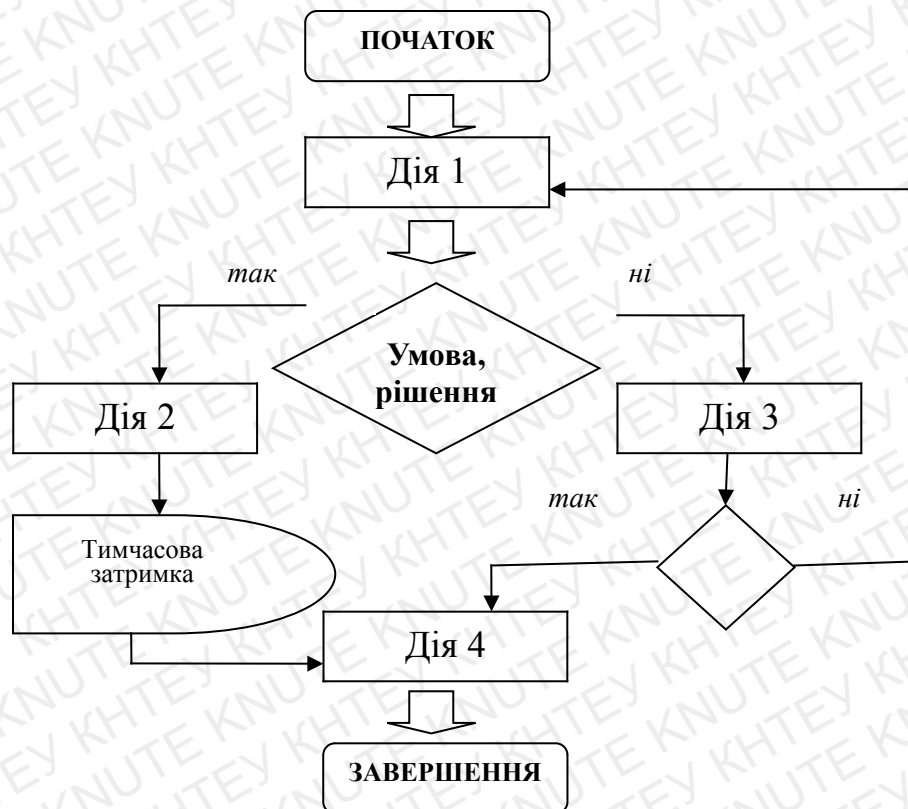 ПОЧАТОК
Дія 1
так
ні
Умова,
рішення
Дія 2
Дія 3
так
ні
Тимчасова
затримка
Дія 4
ЗАВЕРШЕННЯ